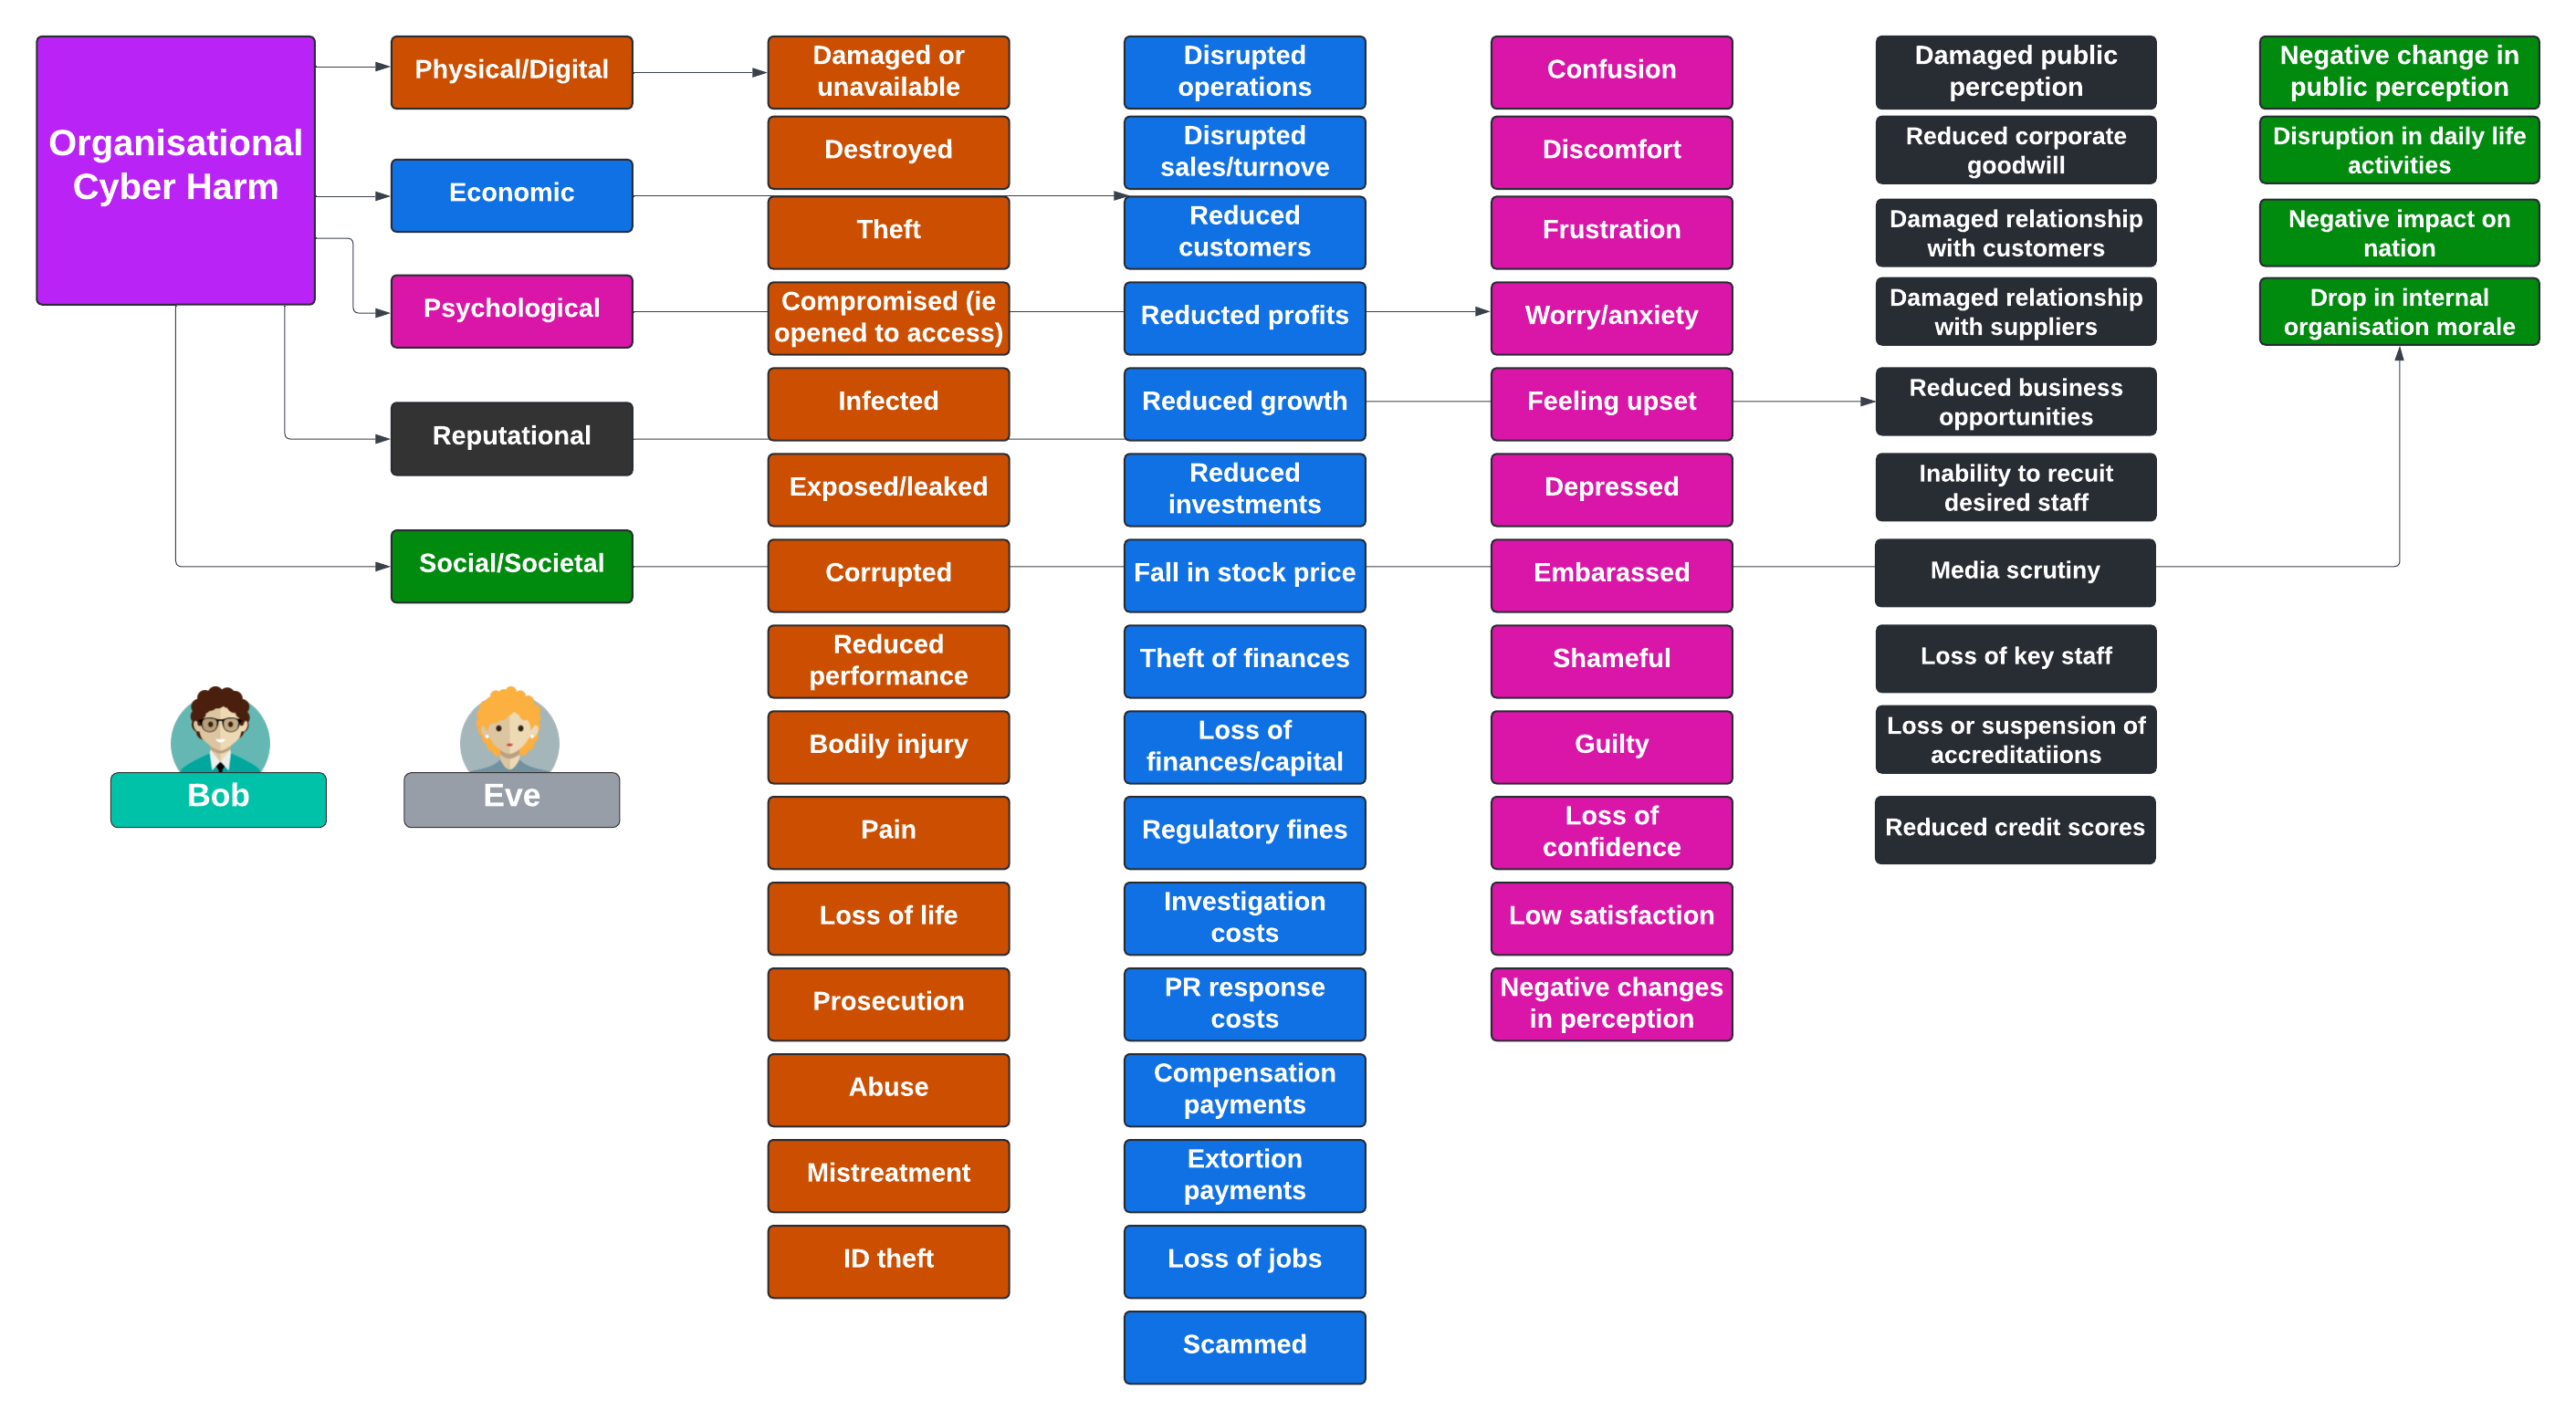 Organisational
Cyber Harm
Physical/Digital
Economic
Psychological
Reputational
Social/Societal
Bob
Eve
Damaged or
unavailable
Destroyed
Theft
Compromised (ie
opened to access)
Infected
Exposed/leaked
Corrupted
Reduced
performance
Bodily injury
Pain
Loss of life
Prosecution
Abuse
Mistreatment
ID theft
Disrupted
operations
Disrupted
sales/turnove
Reduced
customers
Reducted profits
Reduced growth
Reduced
investments
Fall in stock price
Theft of finances
Loss of
finances/capital
Regulatory fines
Investigation
costs
PR response
costs
Compensation
payments
Extortion
payments
Loss of jobs
Scammed
Confusion
Discomfort
Frustration
Worry/anxiety
Feeling upset
Depressed
Embarassed
Shameful
Guilty
Loss of
confidence
Low satisfaction
Negative changes
in perception
Damaged public
perception
Reduced corporate
goodwill
Damaged relationship
with customers
Damaged relationship
with suppliers
Reduced business
opportunities
Inability to recuit
desired staff
Media scrutiny
Loss of key staff
Loss or suspension of
accreditatiions
Reduced credit scores
Negative change in
public perception
Disruption in daily life
activities
Negative impact on
nation
Drop in internal
organisation morale